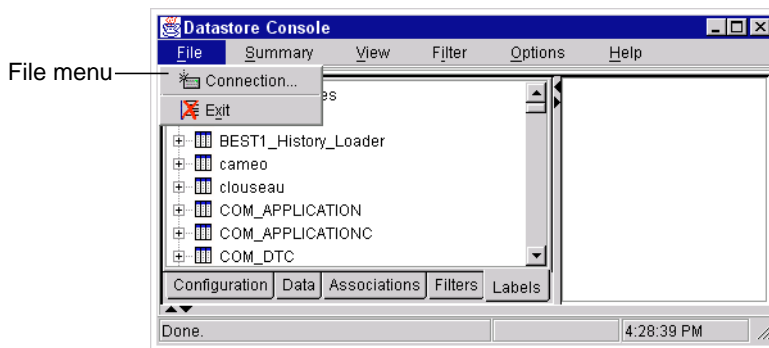 Datastore Console
File Summary View Filter Options Help
File menu
Connection...
Exit
BEST1_History_Loader
cameo
clouseau
COM_APPLICATION
COM_APPLICATIONC
COM_DTC
Configuration Data Associations Filters Labels
Done. 4:28:39 PM